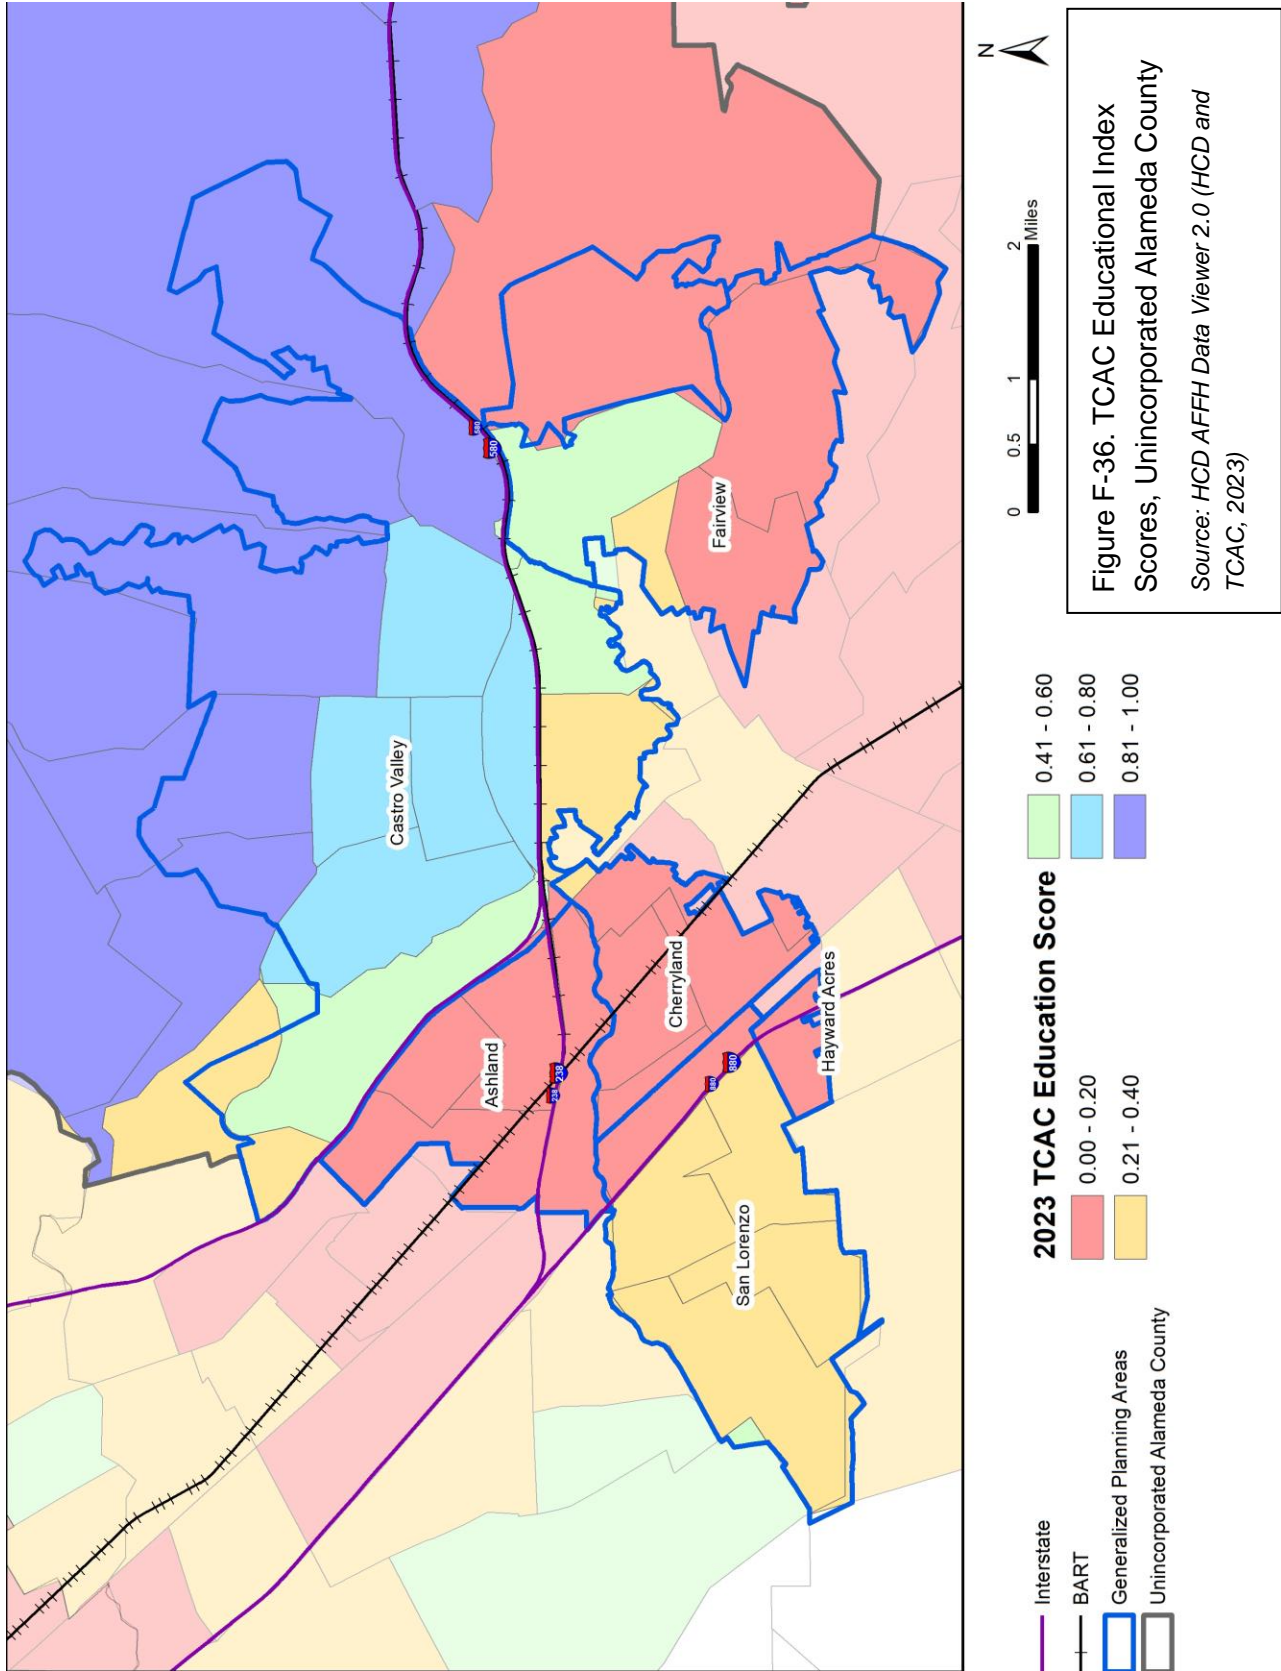 Castro Valley
Ashland
Cherryland
Fairview
Hayward Acres
San Lorenzo
580
580
238
238
880
880
N
0 0.5 1 2
Miles
Interstate
BART
Generalized Planning Areas
Unincorporated Alameda County
2023 TCAC Education Score
0.00 - 0.20
0.21 - 0.40
0.41 - 0.60
0.61 - 0.80
0.81 - 1.00
Figure F-36. TCAC Educational Index
Scores, Unincorporated Alameda County
Source: HCD AFFH Data Viewer 2.0 (HCD and
TCAC, 2023)